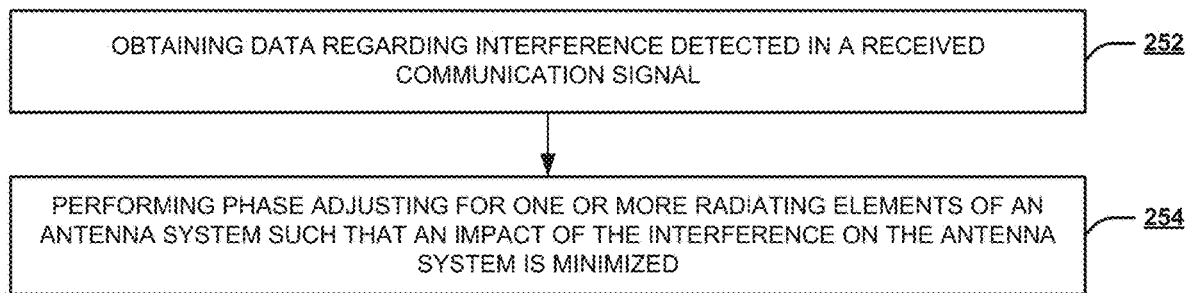 OBTAINING DATA REGARDING INTERFERENCE DETECTED IN A RECEIVED
COMMUNICATION SIGNAL
252
PERFORMING PHASE ADJUSTING FOR ONE OR MORE RADIATING ELEMENTS OF AN
ANTENNA SYSTEM SUCH THAT AN IMPACT OF THE INTERFERENCE ON THE ANTENNA
SYSTEM IS MINIMIZED
254